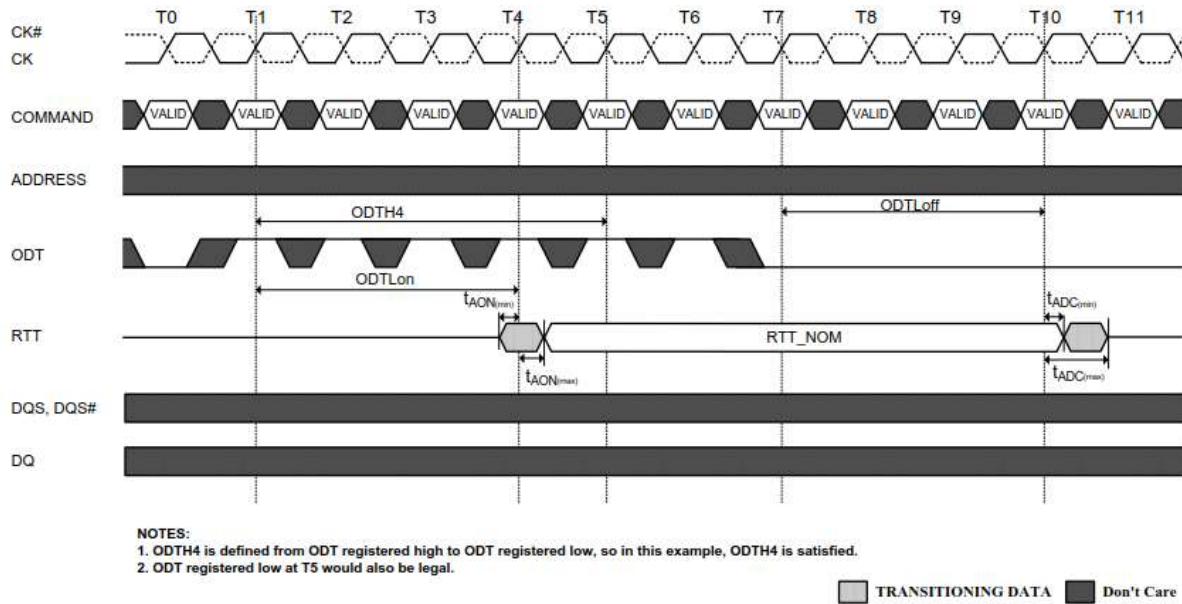 T0 T1 T2 T3 T4 T5 T6 T7 T8 T9 T10 T11
CK#
CK
COMMAND VALID VALID VALID VALID VALID VALID VALID VALID VALID VALID VALID VALID
ADDRESS
ODTH4 ODTLoff
ODT
ODTLon
tAON(min) tADC(min)
RTT RTT_NOM
tAON(max) tADC(max)
DQS, DQS#
DQ
NOTES:
1. ODTH4 is defined from ODT registered high to ODT registered low, so in this example, ODTH4 is satisfied.
2. ODT registered low at T5 would also be legal.
TRANSITIONING DATA Don't Care